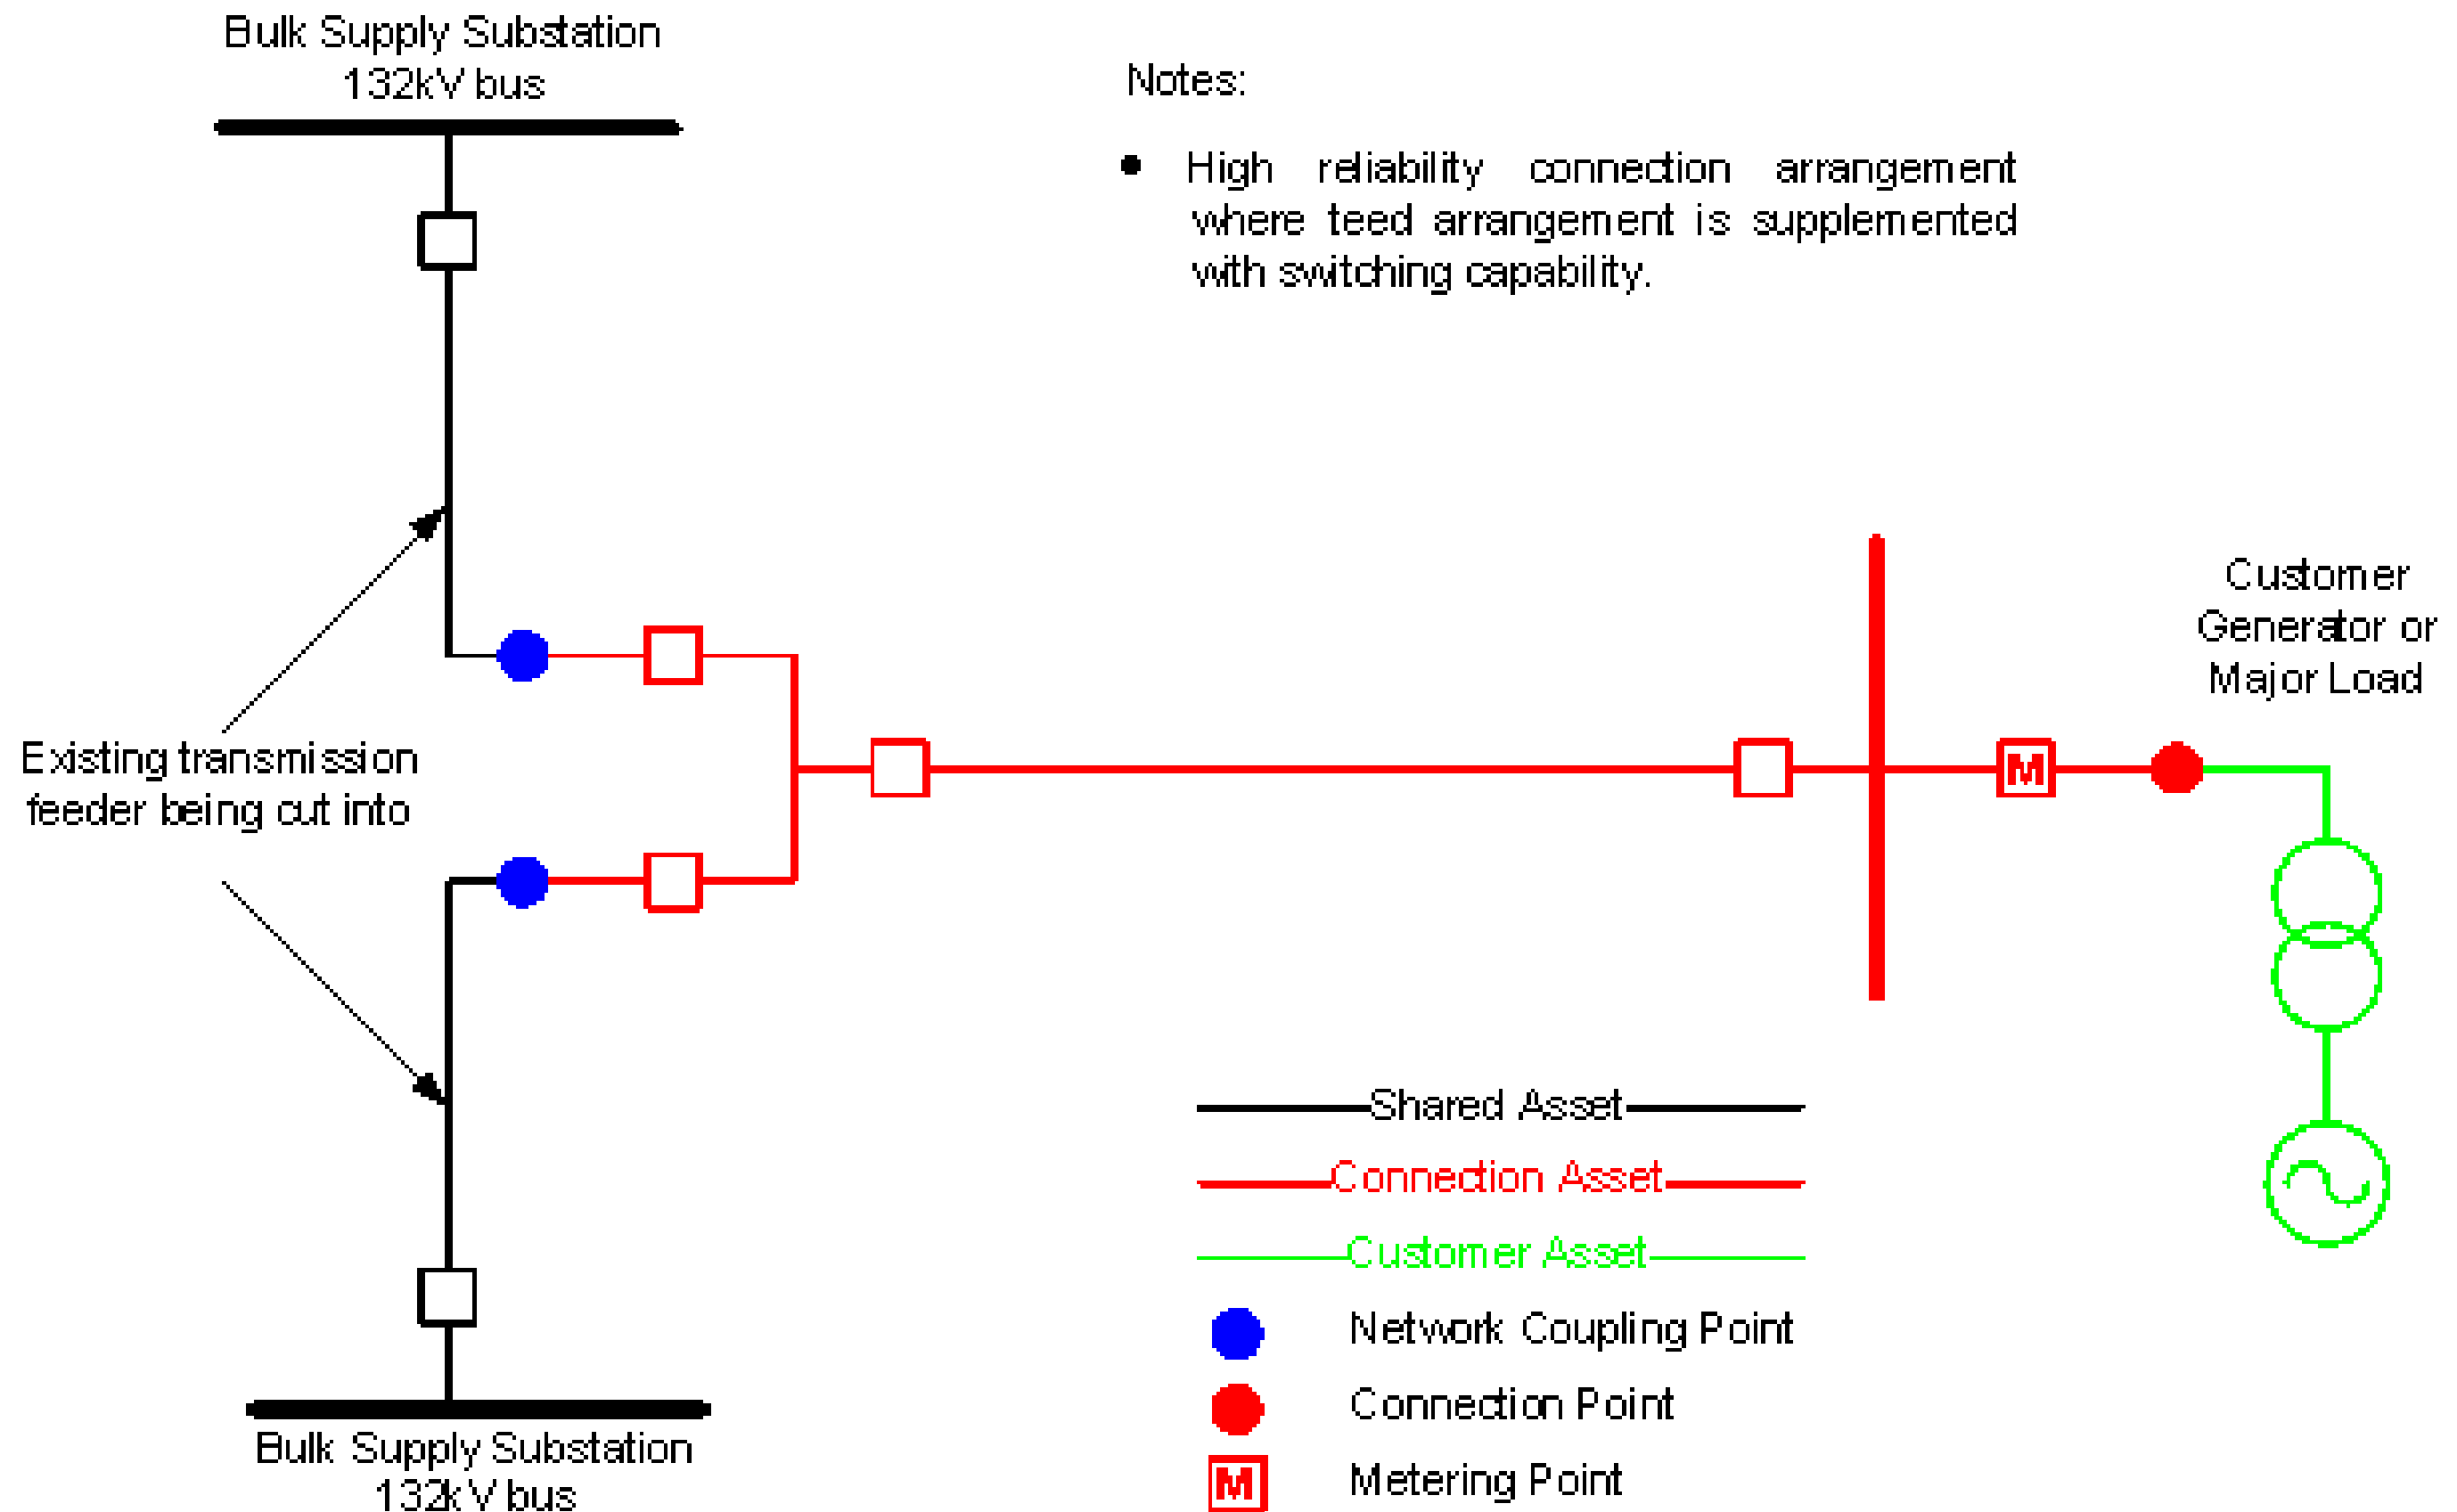 Bulk Supply Substation
132kV bus
Notes:
• High reliability connection arrangement
where teed arrangement is supplemented
with switching capability.
Customer
Generator or
Major Load
Existing transmission
feeder being cut into
M
Shared Asset
Connection Asset
Customer Asset
Network Coupling Point
Connection Point
M Metering Point
Bulk Supply Substation
132kV bus